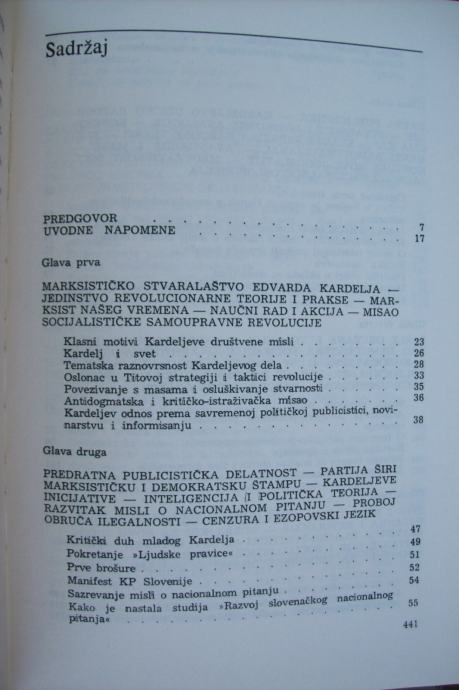 Sadržaj
PREDGOVOR . . . . . . . . . . . . 7
UVODNE NAPOMENE . . . . . . . . . . 17
Glava prva
MARKSISTIČKO STVARALAŠTVO EDVARDA KARDELJA —
JEDINSTVO REVOLUCIONARNE TEORIJE I PRAKSE — MAR-
KSIST NAŠEG VREMENA — NAUČNI RAD I AKCIJA — MISAO
SOCIJALISTIČKE SAMOUPRAVNE REVOLUCIJE
Klasni motivi Kardeljeve društvene misli . . . . . 23
Kardelj i svet . . . . . . . . . . . . 26
Tematska raznovrsnost Kardeljevog dela . . . . . 28
Oslonac u Titovoj strategiji i taktici revolucije . . . . 33
Povezivanje s masama i osluškivanje stvarnosti . . . . 35
Antidogmatska i kritičko-istraživačka misao . . . . 36
Kardeljev odnos prema savremenoj političkoj publicistici, novi-
narstvu i informisanju . . . . . . . . . . 38
Glava druga
PREDRATNA PUBLICISTIČKA DELATNOST — PARTIJA ŠIRI
MARKSISTIČKU I DEMOKRATSKU ŠTAMPU — KARDELJEVE
INICIJATIVE — INTELIGENCIJA I POLITIČKA TEORIJA —
RAZVITAK MISLI O NACIONALNOM PITANJU — PROBOJ
OBRUČA ILEGALNOSTI — CENZURA I EZOPOVSKI JEZIK
Kritički duh mladog Kardelja . . . . . . . . 47
Pokretanje »Ljudske pravice« . . . . . . . . 49
Prve brošure . . . . . . . . . . . . 51
Manifest KP Slovenije . . . . . . . . . . 52
Sazrevanje misli o nacionalnom pitanju . . . . . . 54
Kako je nastala studija »Razvoj slovenačkog nacionalnog
pitanja« . . . . . . . . . . . . 55
441